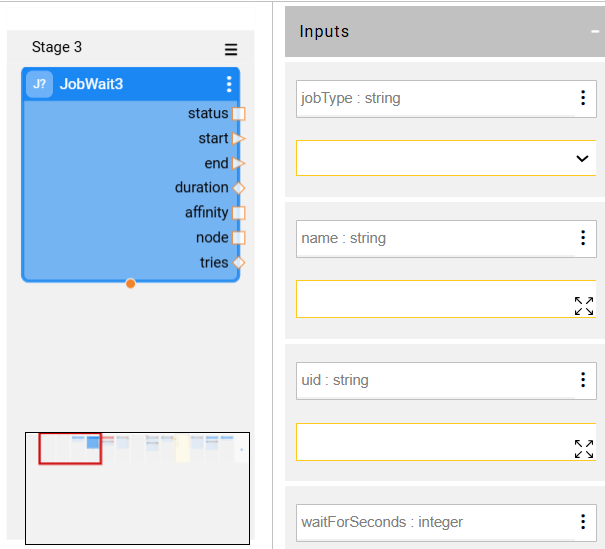 Stage 3
J? JobWait3
status
start
end
duration
affinity
node
tries
Inputs
jobType : string
name : string
uid : string
waitForSeconds : integer